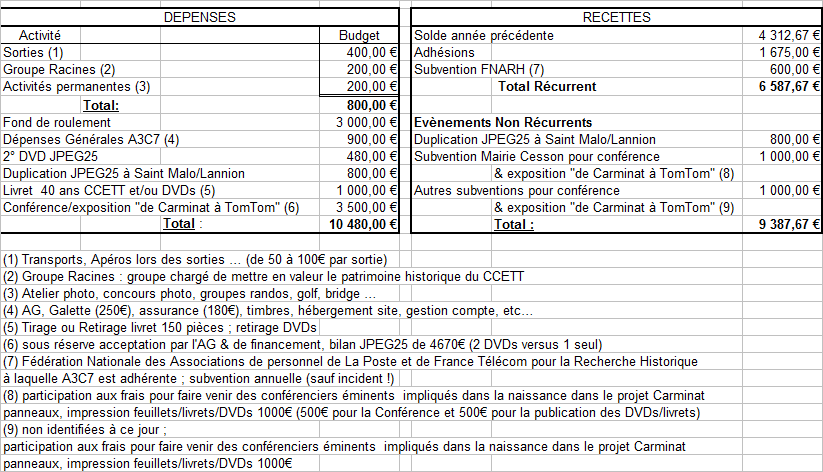 DEPENSES
RECETTES
Activité Budget
Solde année précédente 4 312,67 €
Sorties (1) 400,00 €
Adhésions 1 675,00 €
Groupe Racines (2) 200,00 €
Subvention FNARH (7) 600,00 €
Activités permanentes (3) 200,00 €
Total Récurrent 6 587,67 €
Total: 800,00 €
Fond de roulement 3 000,00 €
Evènements Non Récurrents
Dépenses Générales A3C7 (4) 900,00 €
Duplication JPEG25 à Saint Malo/Lannion 800,00 €
2° DVD JPEG25 480,00 €
Subvention Mairie Cesson pour conférence 1 000,00 €
Duplication JPEG25 à Saint Malo/Lannion 800,00 €
& exposition "de Carminat à TomTom" (8)
Livret 40 ans CCETT et/ou DVDs (5) 1 000,00 €
Autres subventions pour conférence 1 000,00 €
Conférence/exposition "de Carminat à TomTom" (6) 3 500,00 €
& exposition "de Carminat à TomTom" (9)
Total : 10 480,00 €
Total : 9 387,67 €
(1) Transports, Apéros lors des sorties … (de 50 à 100€ par sortie)
(2) Groupe Racines : groupe chargé de mettre en valeur le patrimoine historique du CCETT
(3) Atelier photo, concours photo, groupes randos, golf, bridge …
(4) AG, Galette (250€), assurance (180€), timbres, hébergement site, gestion compte, etc…
(5) Tirage ou Retirage livret 150 pièces ; retirage DVDs
(6) sous réserve acceptation par l'AG & de financement, bilan JPEG25 de 4670€ (2 DVDs versus 1 seul)
(7) Fédération Nationale des Associations de personnel de La Poste et de France Télécom pour la Recherche Historique
à laquelle A3C7 est adhérente ; subvention annuelle (sauf incident !)
(8) participation aux frais pour faire venir des conférenciers éminents impliqués dans la naissance dans le projet Carminat
panneaux, impression feuillets/livrets/DVDs 1000€ (500€ pour la Conférence et 500€ pour la publication des DVDs/livrets)
(9) non identifiées à ce jour ;
participation aux frais pour faire venir des conférenciers éminents impliqués dans la naissance dans le projet Carminat
panneaux, impression feuillets/livrets/DVDs 1000€